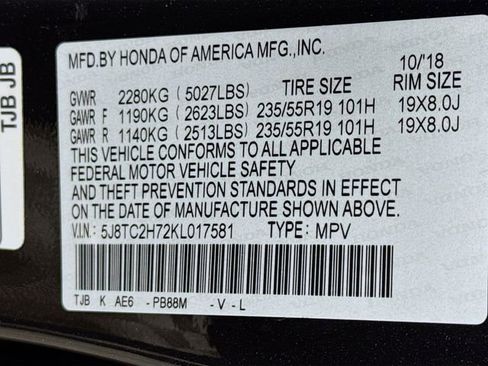 TJB JB
MFD.BY HONDA OF AMERICA MFG.,INC. 10/'18
GVWR 2280KG (5027LBS) TIRE SIZE RIM SIZE
GAWR F 1190KG (2623LBS) 235/55R19 101H 19X8.0J
GAWR R 1140KG (2513LBS) 235/55R19 101H 19X8.0J
THIS VEHICLE CONFORMS TO ALL APPLICABLE
FEDERAL MOTOR VEHICLE SAFETY
AND THEFT PREVENTION STANDARDS IN EFFECT
ON THE DATE OF MANUFACTURE SHOWN ABOVE.
V.I.N: 5J8TC2H72KL017581 TYPE: MPV
TJB K AE6 -PB88M -V-L